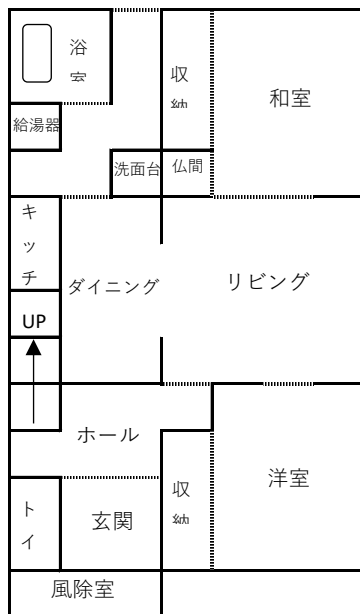 浴
室
収
納
和室
給湯器
洗面台
仏間
キ
ッ
チ
UP
ダイニング
リビング
ホール
洋室
ト
イ
玄関
収
納
風除室